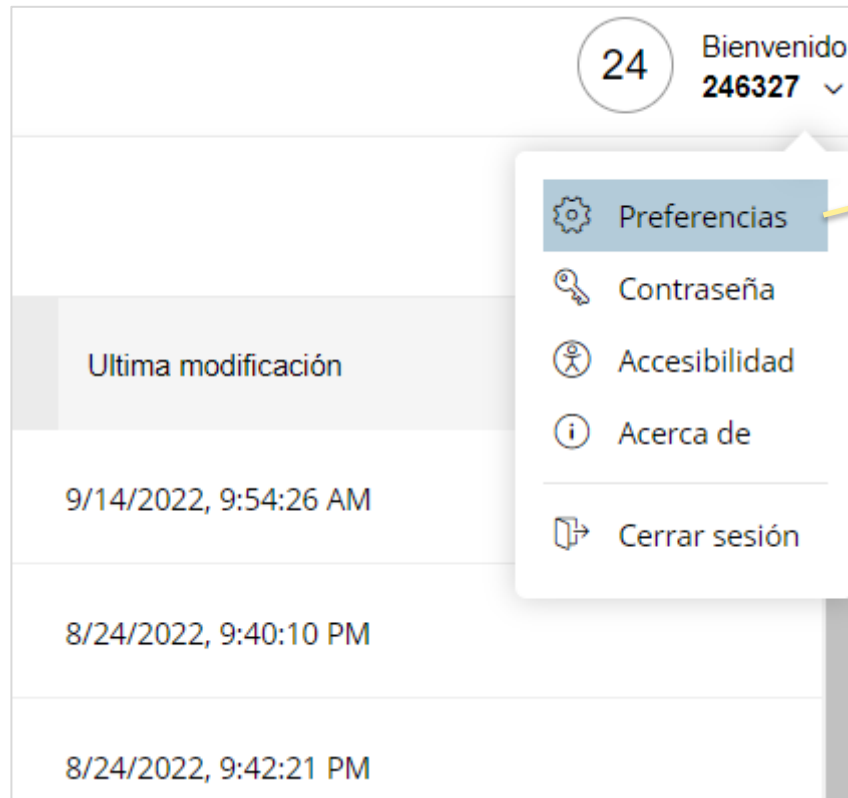 24
Bienvenido
246327
Preferencias
Contraseña
Accesibilidad
Acerca de
Cerrar sesión
Ultima modificación
9/14/2022, 9:54:26 AM
8/24/2022, 9:40:10 PM
8/24/2022, 9:42:21 PM